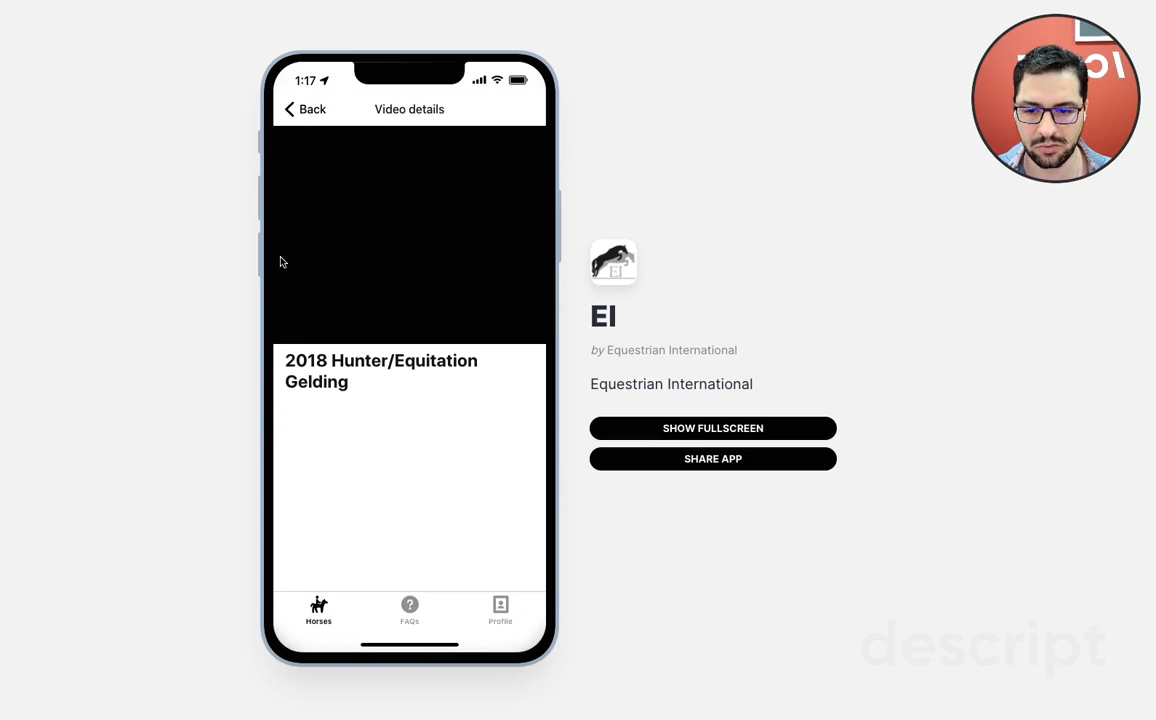 1:17
Back
Video details
2018 Hunter/Equitation
Gelding
Horses
FAQs
Profile
EI
EI
by Equestrian International
Equestrian International
SHOW FULLSCREEN
SHARE APP
descript